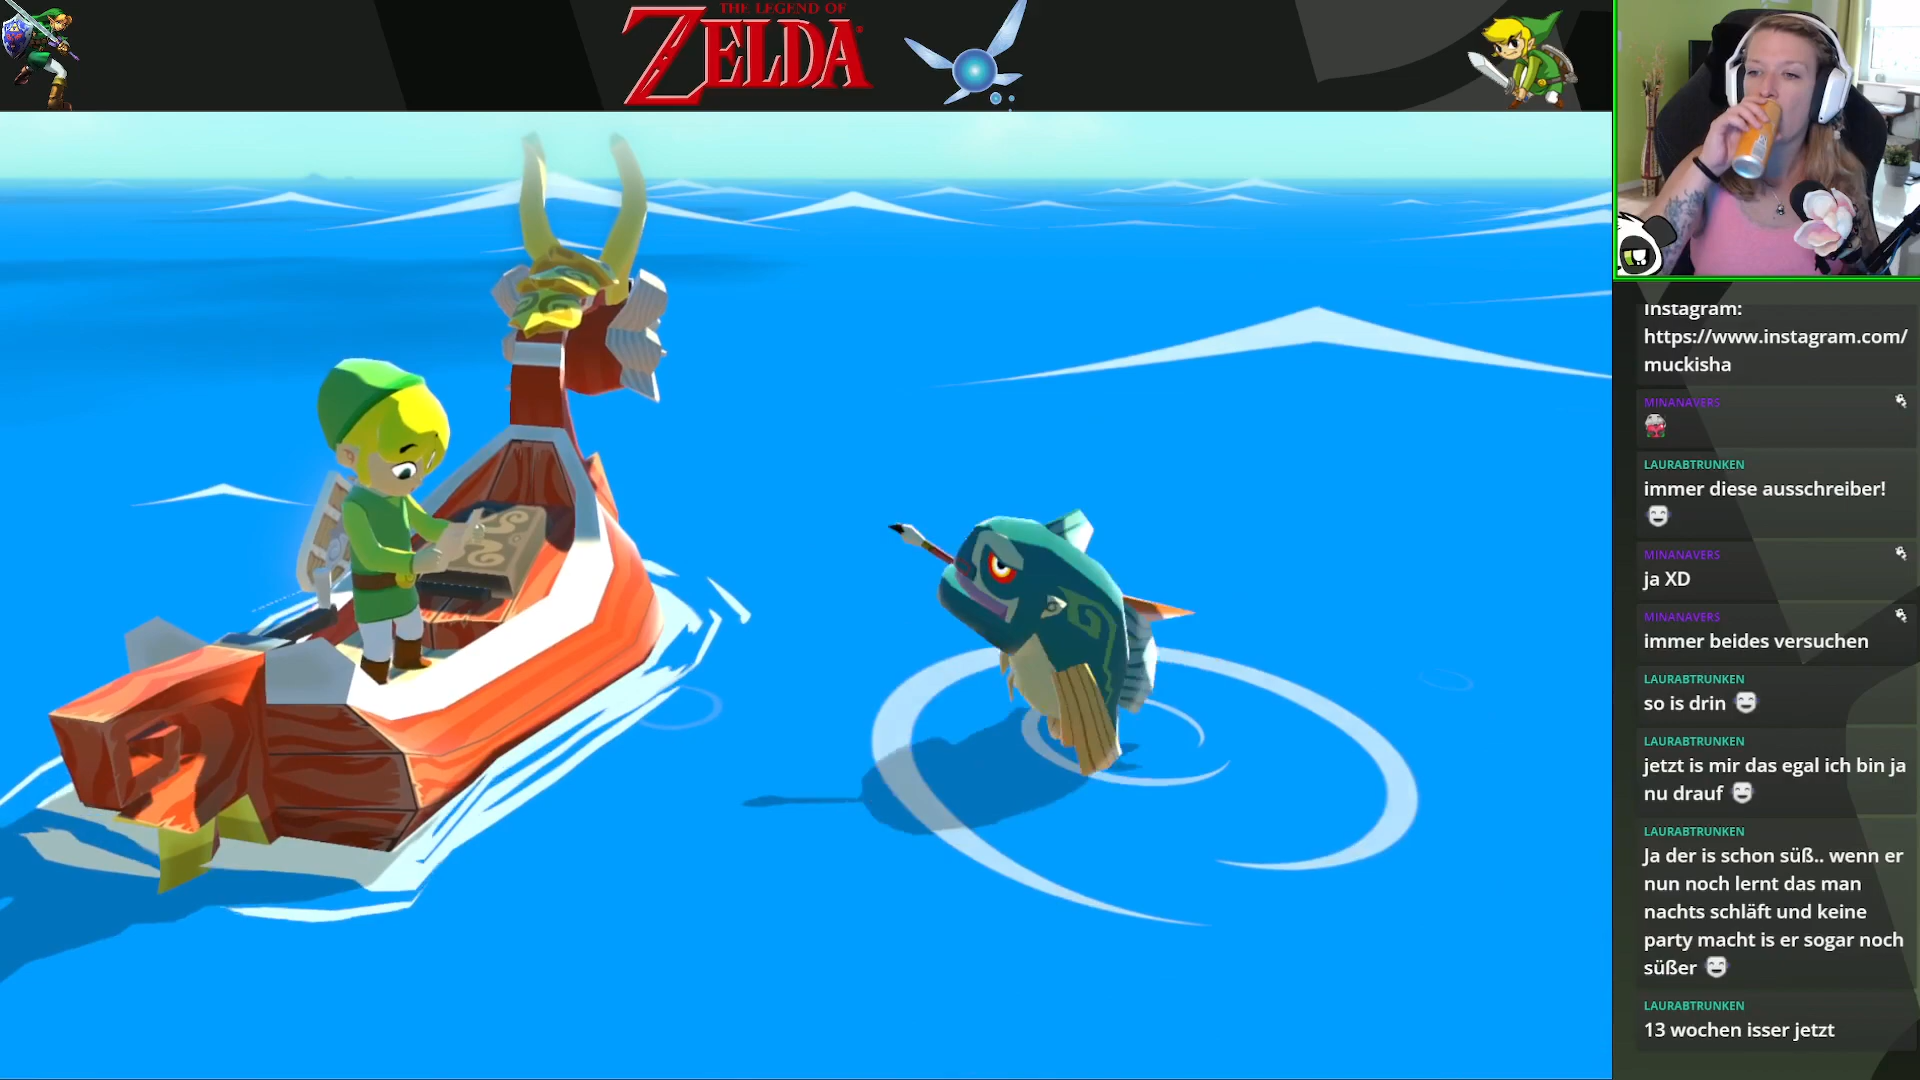 THE LEGEND OF
ZELDA
Instagram:
https://www.instagram.com/
muckisha
MINANAVERS
LAURABTRUNKEN
immer diese ausschreiber!
MINANAVERS
ja XD
MINANAVERS
immer beides versuchen
LAURABTRUNKEN
so is drin
LAURABTRUNKEN
jetzt is mir das egal ich bin ja
nu drauf
LAURABTRUNKEN
Ja der is schon süß.. wenn er
nun noch lernt das man
nachts schläft und keine
party macht is er sogar noch
süßer
LAURABTRUNKEN
13 wochen isser jetzt